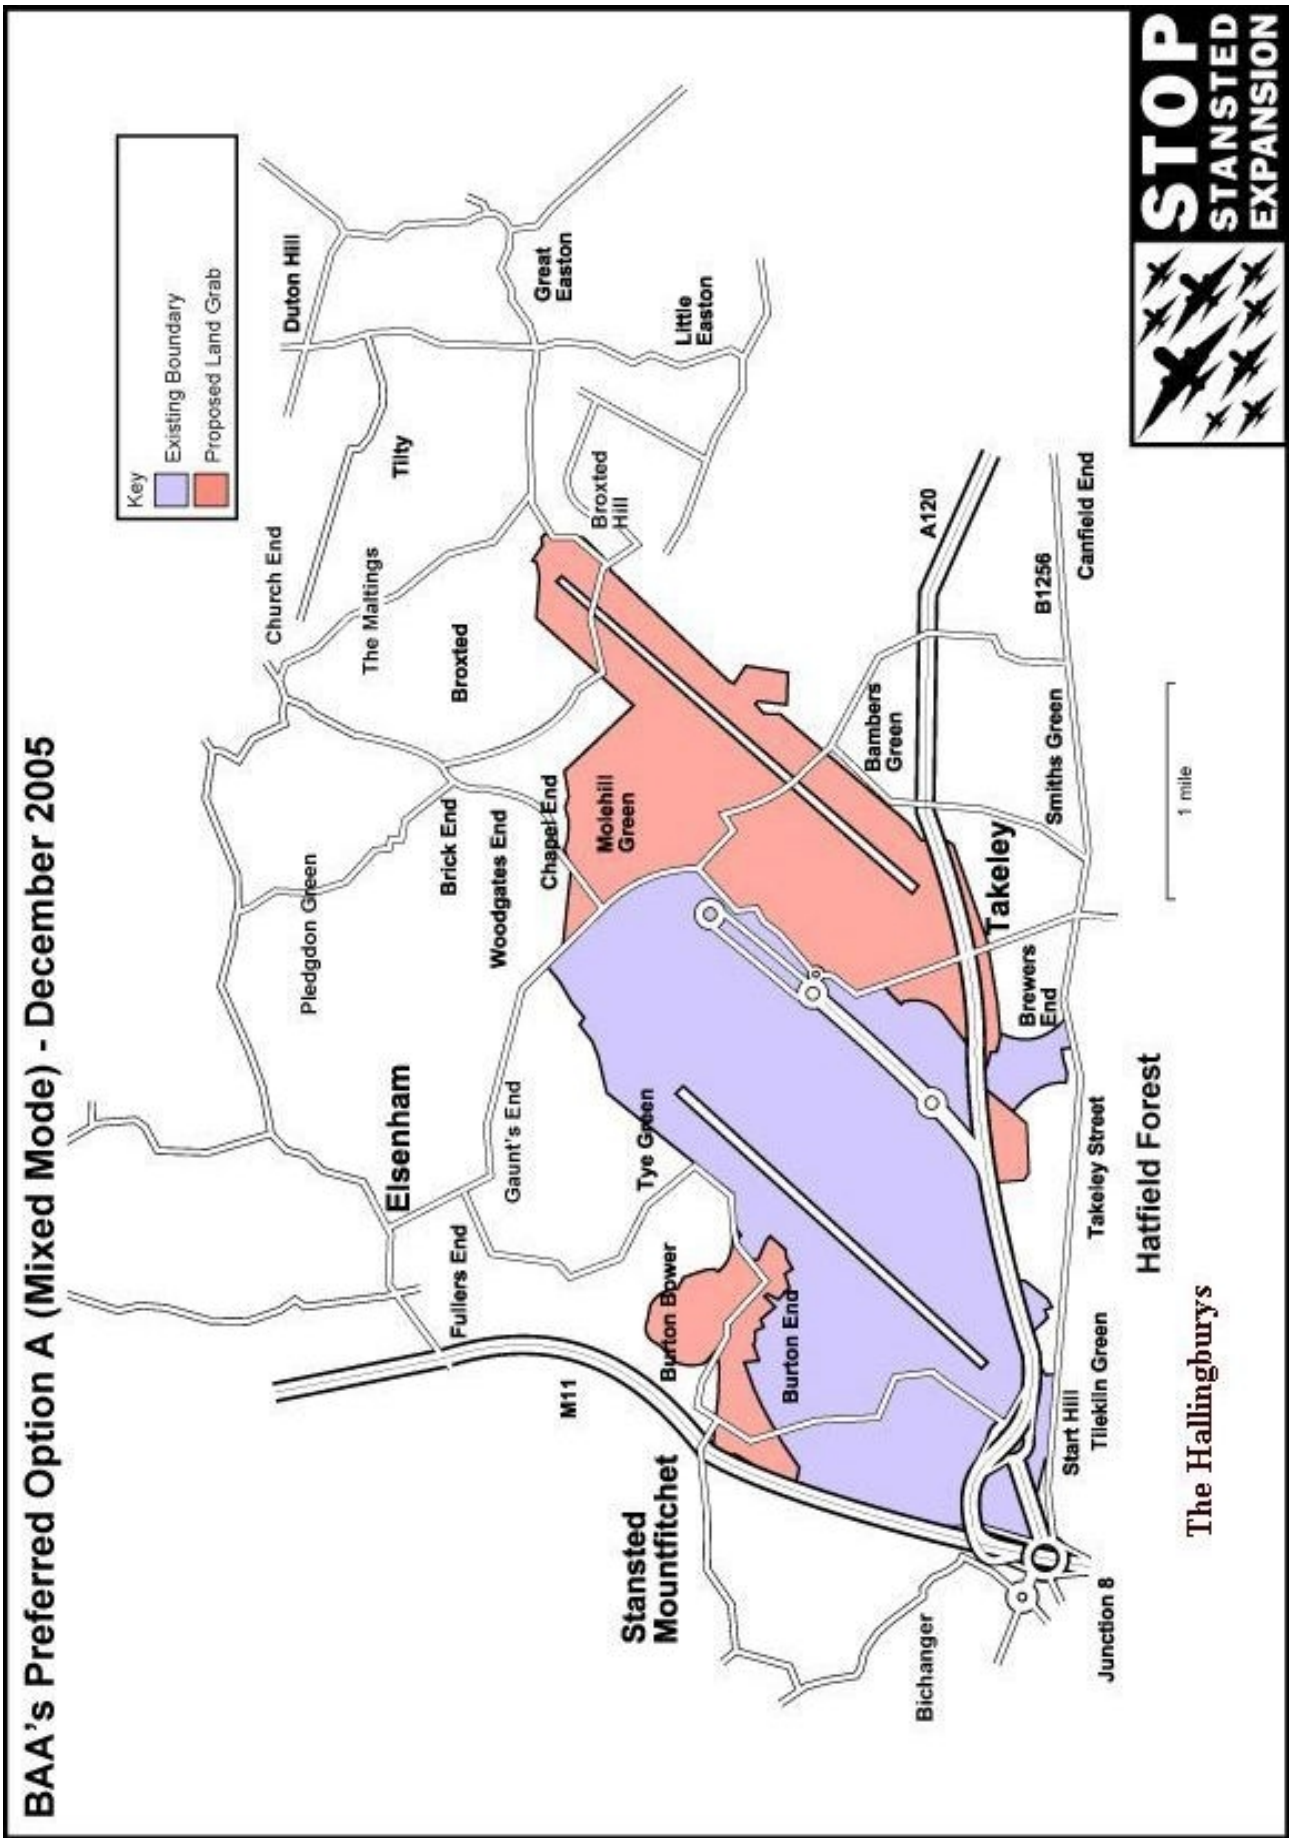 BAA's Preferred Option A (Mixed Mode) - December 2005
Key
Existing Boundary
Proposed Land Grab
Church End
Duton Hill
Pledgdon Green
The Maltings
Tilty
Elsenham
Brick End
Broxted
Fullers End
Gaunt's End
Woodgates End
Chapel End
Great
Easton
M11
Molehill
Green
Broxted
Hill
Stansted
Mountfitchet
Burton Bower
Tye Green
Little
Easton
Burton End
Bambers
Green
A120
Bichanger
Takeley
Brewers
End
Smiths Green
B1256
Canfield End
Start Hill
Tilekiln Green
Takeley Street
Junction 8
Hatfield Forest
1 mile
The Hallingburys
STOP
STANSTED
EXPANSION